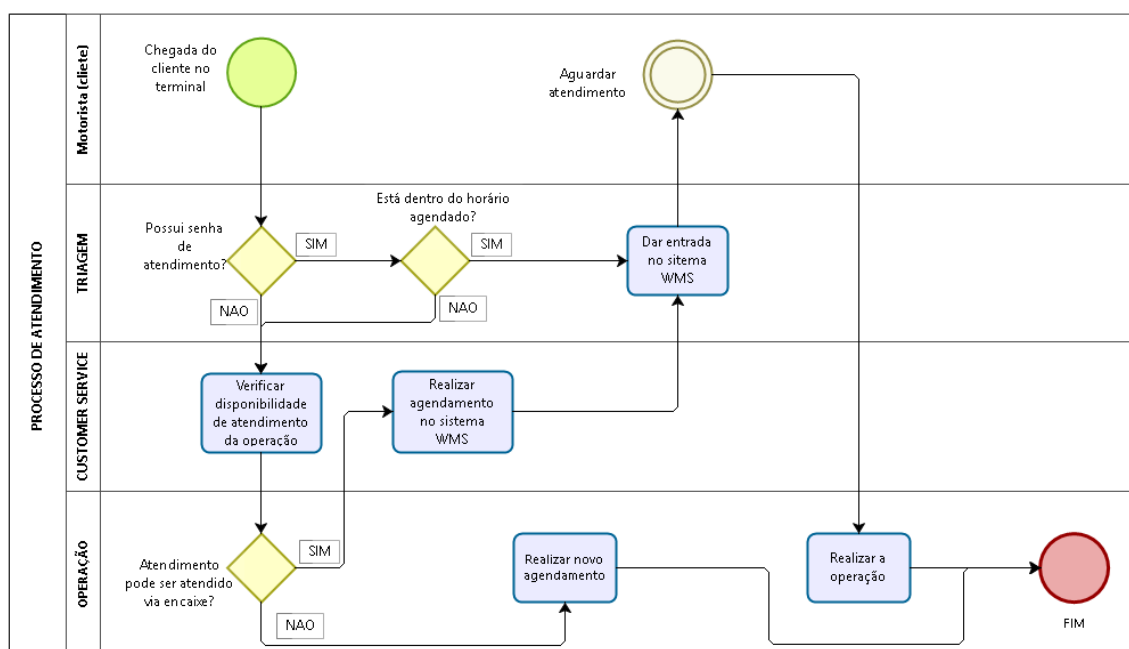 PROCESSO DE ATENDIMENTO
Motorista (cliete)
Chegada do
cliente no
terminal
Aguardar
atendimento
TRIAGEM
Possui senha
de
atendimento?
SIM
NAO
Está dentro do horário
agendado?
SIM
NAO
Dar entrada
no sitema
WMS
CUSTOMER SERVICE
Verificar
disponibilidade
de atendimento
da operação
Realizar
agendamento
no sistema
WMS
OPERAÇÃO
Atendimento
pode ser atendido
via encaixe?
SIM
NAO
Realizar novo
agendamento
Realizar a
operação
FIM